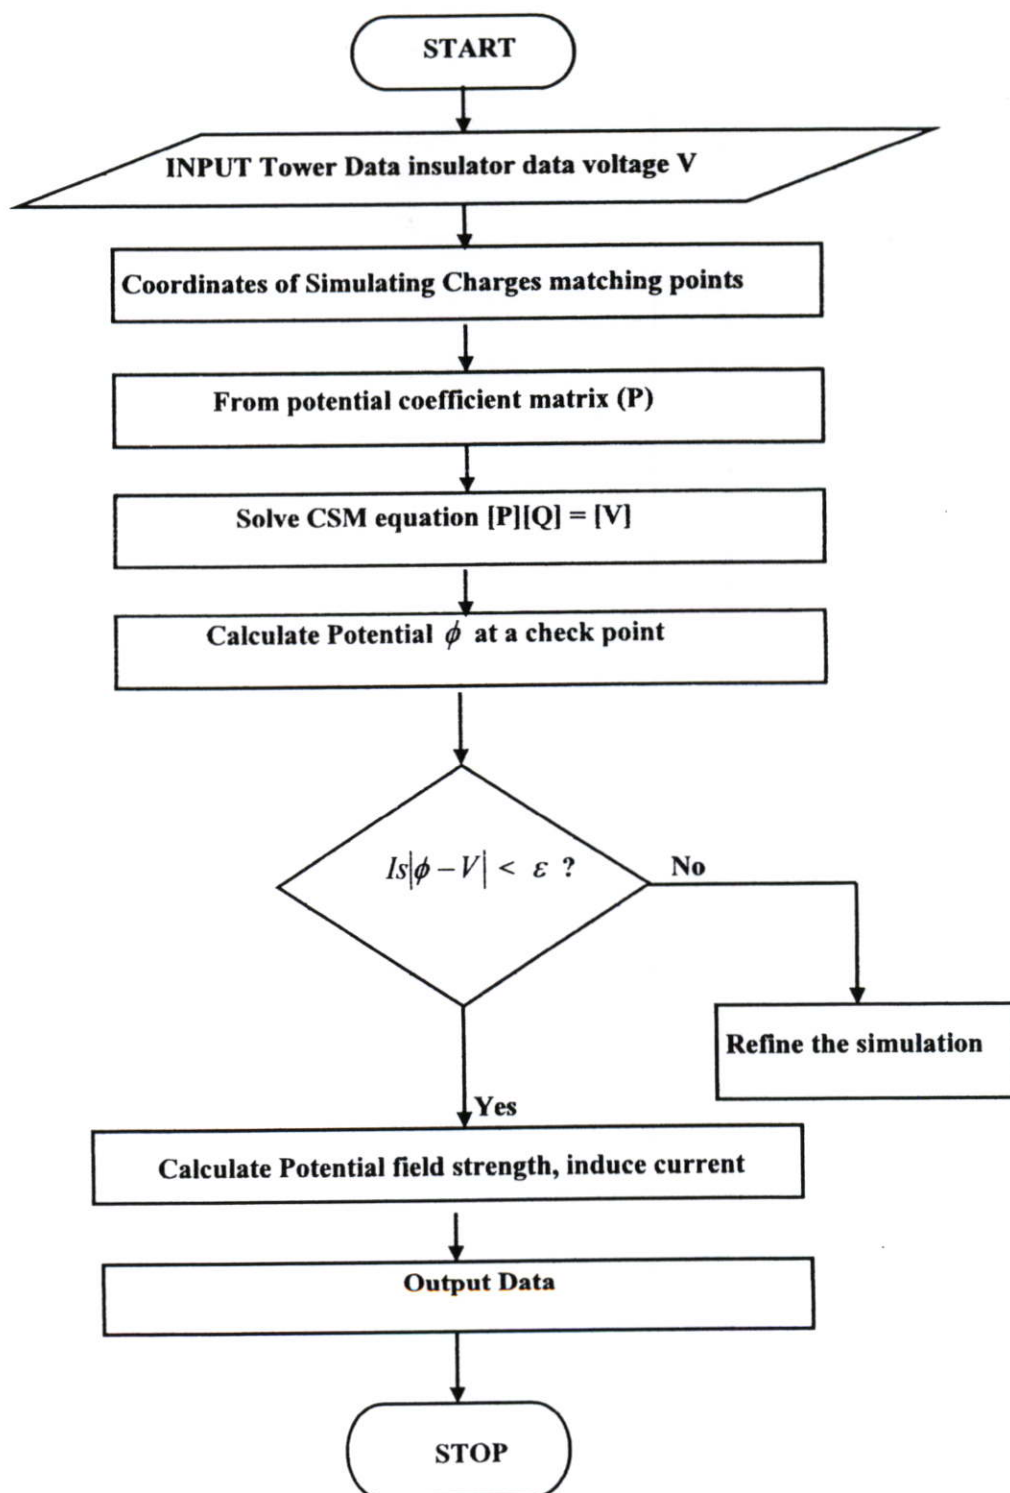 START
INPUT Tower Data insulator data voltage V
Coordinates of Simulating Charges matching points
From potential coefficient matrix (P)
Solve CSM equation [P][Q] = [V]
Calculate Potential ϕ at a check point
Is|ϕ – V| < ε ?
No
Refine the simulation
Yes
Calculate Potential field strength, induce current
Output Data
STOP